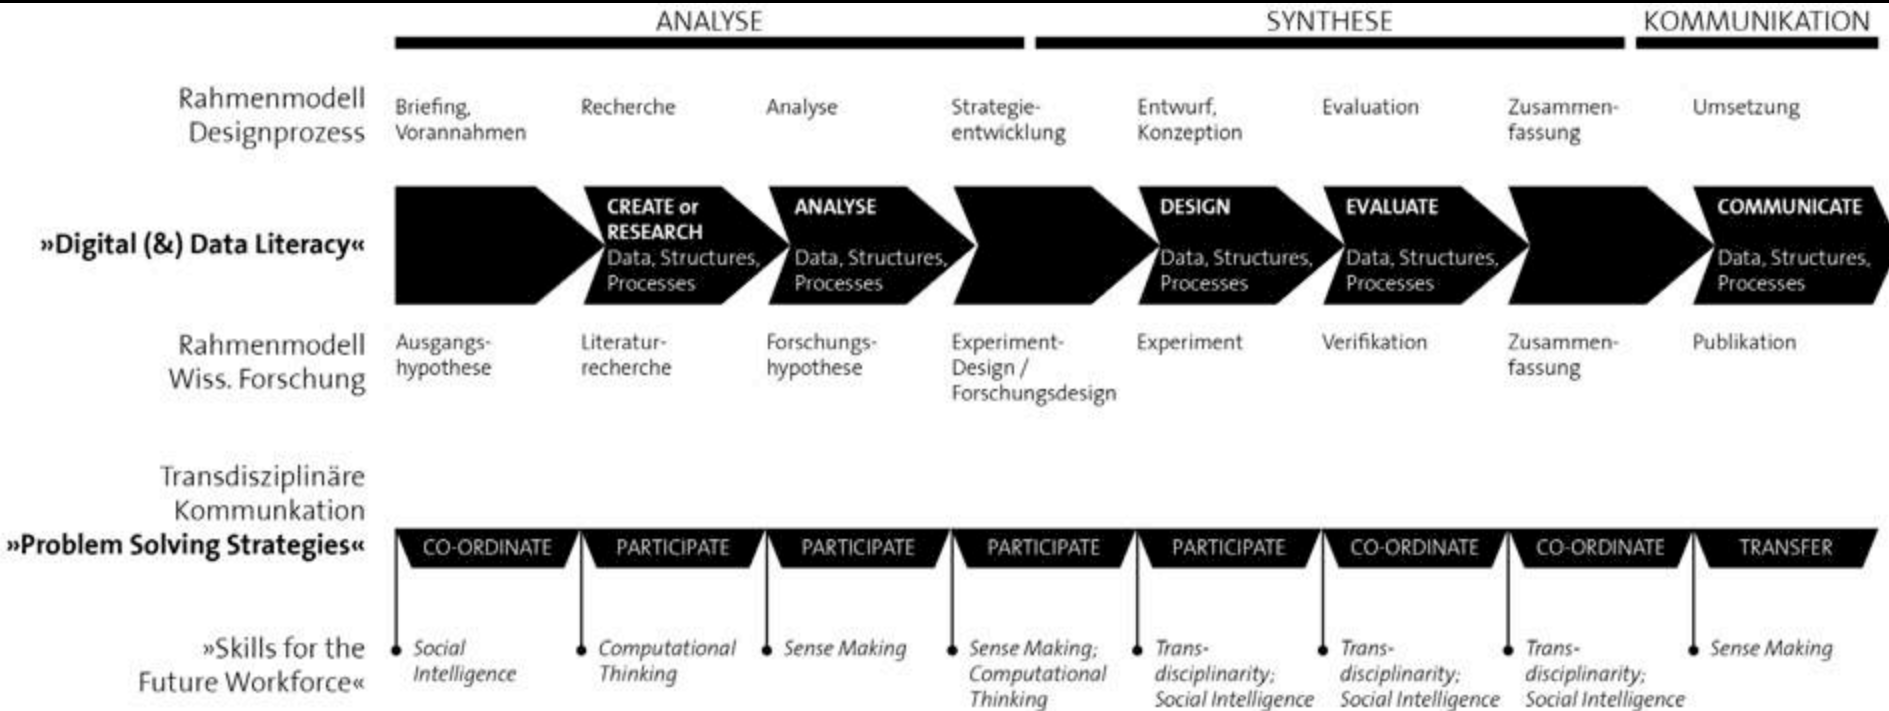 ANALYSE SYNTHESE KOMMUNIKATION
Rahmenmodell
Designprozess
Briefing,
Vorannahmen
Recherche
Analyse
Strategie-
entwicklung
Entwurf,
Konzeption
Evaluation
Zusammen-
fassung
Umsetzung
»Digital (&) Data Literacy«
CREATE or
RESEARCH
Data, Structures,
Processes
ANALYSE
Data, Structures,
Processes
DESIGN
Data, Structures,
Processes
EVALUATE
Data, Structures,
Processes
COMMUNICATE
Data, Structures,
Processes
Rahmenmodell
Wiss. Forschung
Ausgangs-
hypothese
Literatur-
recherche
Forschungs-
hypothese
Experiment-
Design /
Forschungsdesign
Experiment
Verifikation
Zusammen-
fassung
Publikation
Transdisziplinäre
Kommunkation
»Problem Solving Strategies«
CO-ORDINATE
PARTICIPATE
PARTICIPATE
PARTICIPATE
PARTICIPATE
CO-ORDINATE
CO-ORDINATE
TRANSFER
»Skills for the
Future Workforce«
Social
Intelligence
Computational
Thinking
Sense Making
Sense Making;
Computational
Thinking
Trans-
disciplinarity;
Social Intelligence
Trans-
disciplinarity;
Social Intelligence
Trans-
disciplinarity;
Social Intelligence
Sense Making